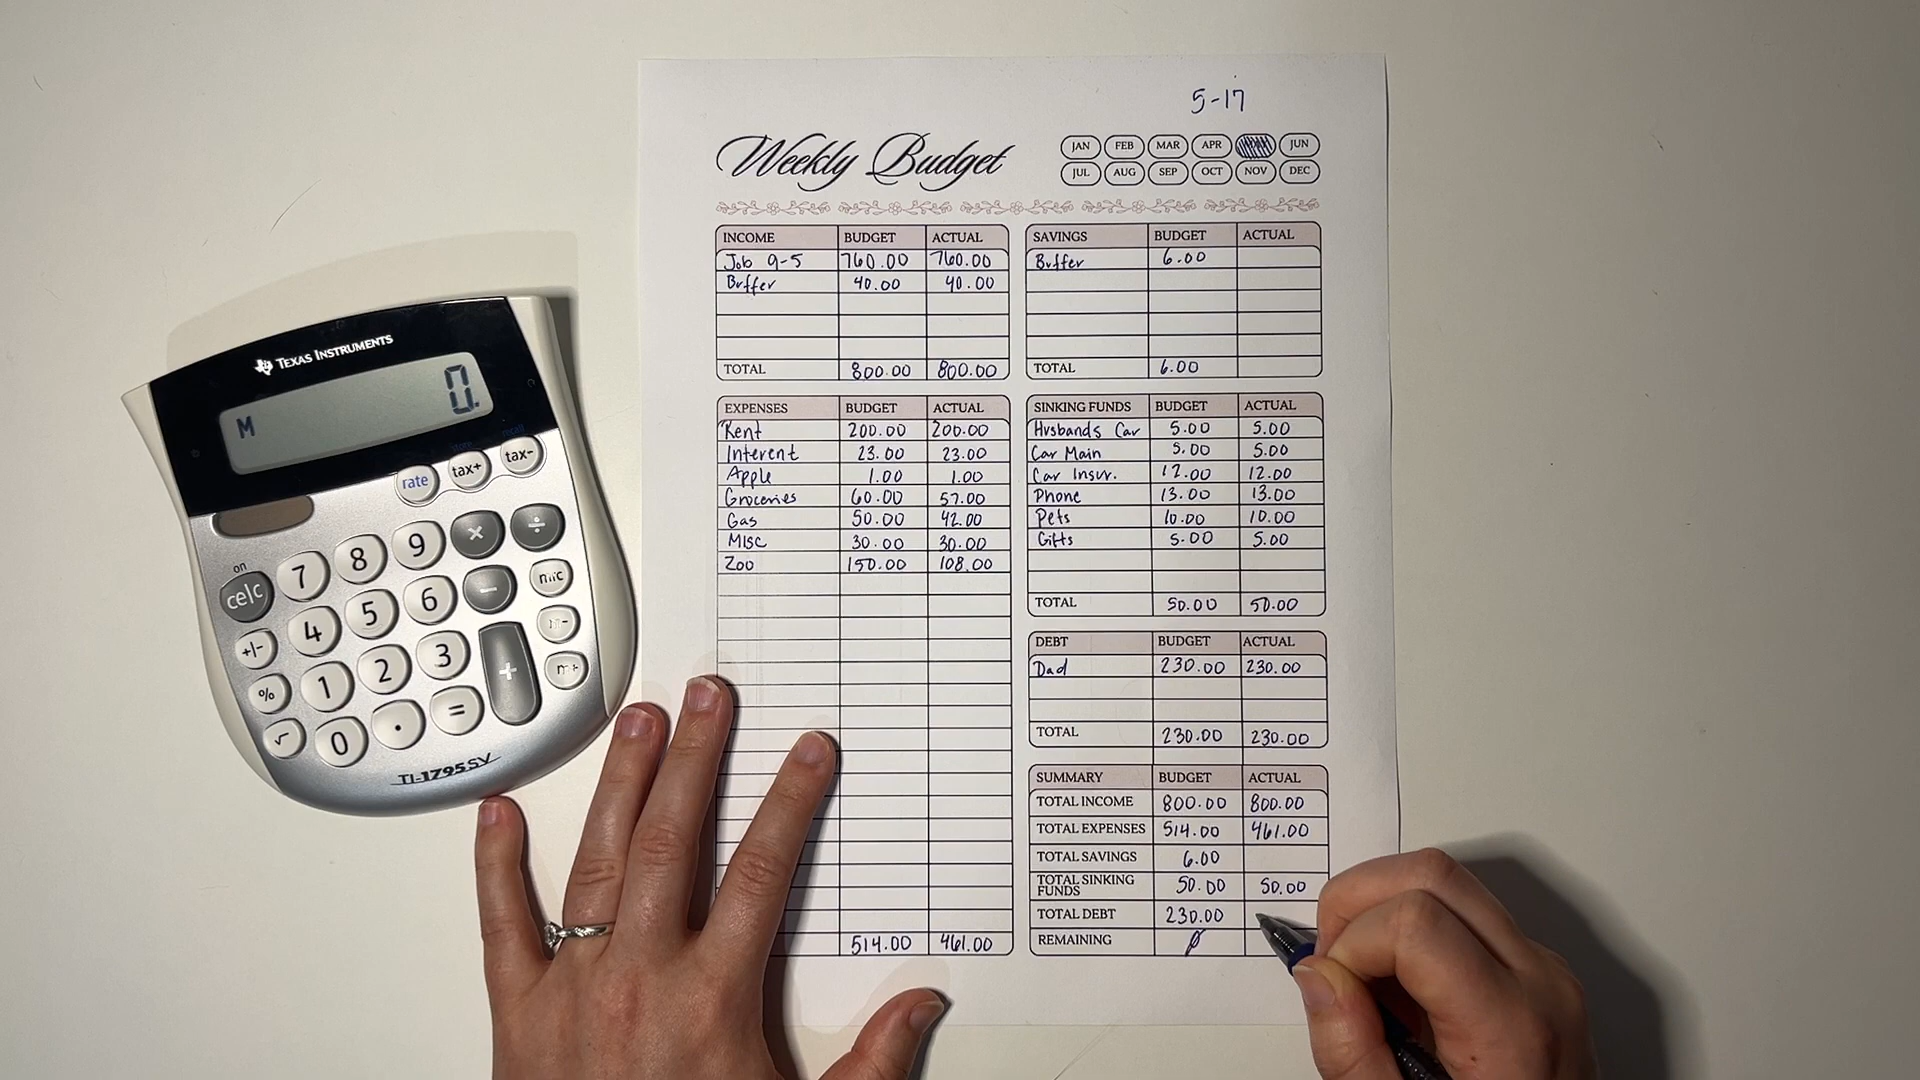 5-17
Weekly Budget
JAN FEB MAR APR JUN
JUL AUG SEP OCT NOV DEC
INCOME BUDGET ACTUAL
Job 9-5 760.00 760.00
Buffer 40.00 40.00
TOTAL 800.00 800.00
SAVINGS BUDGET ACTUAL
Buffer 6.00
TOTAL 6.00
EXPENSES BUDGET ACTUAL
Rent 200.00 200.00
Interent 23.00 23.00
Apple 1.00 1.00
Groceries 60.00 57.00
Gas 50.00 42.00
Misc 30.00 30.00
Zoo 150.00 108.00
514.00 461.00
SINKING FUNDS BUDGET ACTUAL
Husbands Car 5.00 5.00
Car Main 5.00 5.00
Car Insur. 12.00 12.00
Phone 13.00 13.00
Pets 10.00 10.00
Gifts 5.00 5.00
TOTAL 50.00 50.00
DEBT BUDGET ACTUAL
Dad 230.00 230.00
TOTAL 230.00 230.00
SUMMARY BUDGET ACTUAL
TOTAL INCOME 800.00 800.00
TOTAL EXPENSES 514.00 461.00
TOTAL SAVINGS 6.00
TOTAL SINKING
FUNDS 50.00 50.00
TOTAL DEBT 230.00
REMAINING 0
TEXAS INSTRUMENTS
M 0.
recall
rate tax+ tax-
on
ce/c 7 8 9 × ÷
+/- 4 5 6 −
% 1 2 3 + m+
√ 0 . =
TI-1795 SV